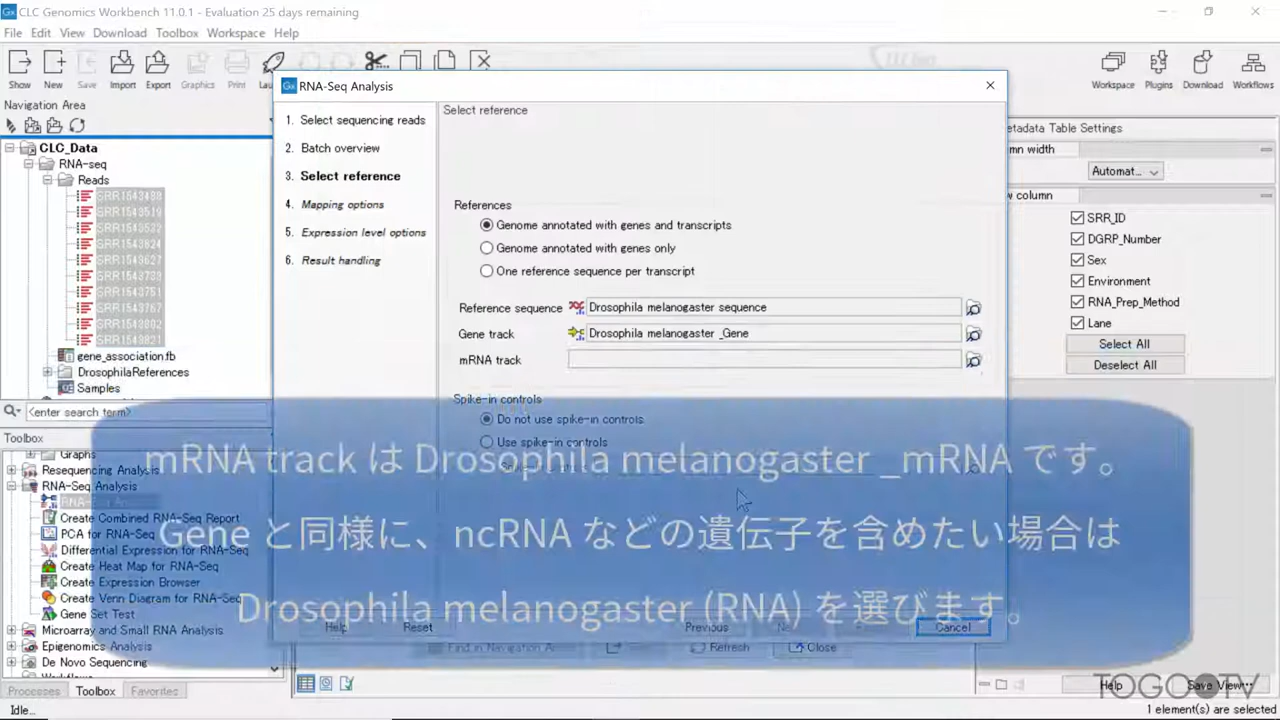 CLC Genomics Workbench 11.0.1 - Evaluation 25 days remaining
File Edit View Download Toolbox Workspace Help
Show New Save Import Export Graphics Print Workspace Plugins Download Workflows
Navigation Area
CLC_Data
RNA-seq
Reads
gene_association.fb
DrosophilaReferences
Samples
<enter search term>
Toolbox
Graphs
Resequencing Analysis
RNA-Seq Analysis
Create Combined RNA-Seq Report
PCA for RNA-Seq
Differential Expression for RNA-Seq
Create Heat Map for RNA-Seq
Create Expression Browser
Create Venn Diagram for RNA-Seq
Gene Set Test
Microarray and Small RNA Analysis
Epigenomics Analysis
De Novo Sequencing
Processes Toolbox Favorites
Idle...
RNA-Seq Analysis
1. Select sequencing reads
2. Batch overview
3. Select reference
4. Mapping options
5. Expression level options
6. Result handling
Select reference
References
Genome annotated with genes and transcripts
Genome annotated with genes only
One reference sequence per transcript
Reference sequence Drosophila melanogaster sequence
Gene track Drosophila melanogaster _Gene
mRNA track
Spike-in controls
Do not use spike-in controls
Use spike-in controls
Help Reset Previous Cancel
mRNA track は Drosophila melanogaster _mRNA です。
Gene と同様に、ncRNA などの遺伝子を含めたい場合は
Drosophila melanogaster (RNA) を選びます。
Find in Navigation A Refresh Close
etadata Table Settings
mn width
Automat...
w column
SRR_ID
DGRP_Number
Sex
Environment
RNA_Prep_Method
Lane
Select All
Deselect All
Help Save View...
TOGOTV
1 element(s) are selected